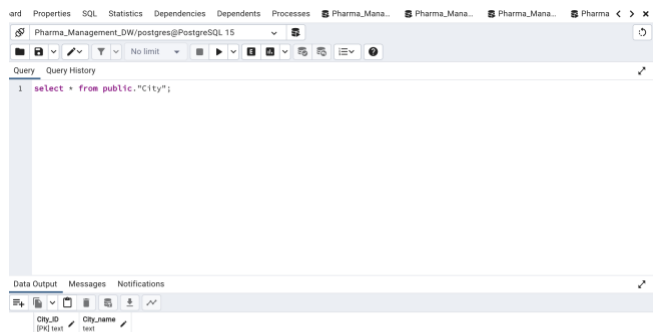 ard Properties SQL Statistics Dependencies Dependents Processes Pharma_Mana... Pharma_Mana... Pharma_Mana... Pharma
Pharma_Management_DW/postgres@PostgreSQL 15
No limit
Query Query History
1 select * from public."City";
Data Output Messages Notifications
City_ID City_name
[PK] text text